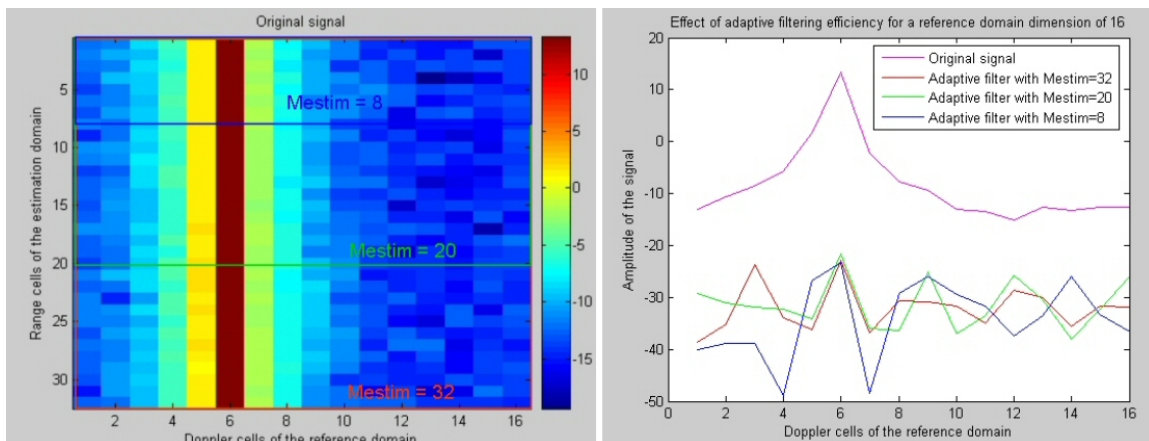 Original signal
Range cells of the estimation domain
5
10
15
20
25
30
Mestim = 8
Mestim = 20
Mestim = 32
2 4 6 8 10 12 14 16
Doppler cells of the reference domain
10
5
0
-5
-10
-15
Effect of adaptive filtering efficiency for a reference domain dimension of 16
Amplitude of the signal
20
10
0
-10
-20
-30
-40
-50
Original signal
Adaptive filter with Mestim=32
Adaptive filter with Mestim=20
Adaptive filter with Mestim=8
0 2 4 6 8 10 12 14 16
Doppler cells of the reference domain